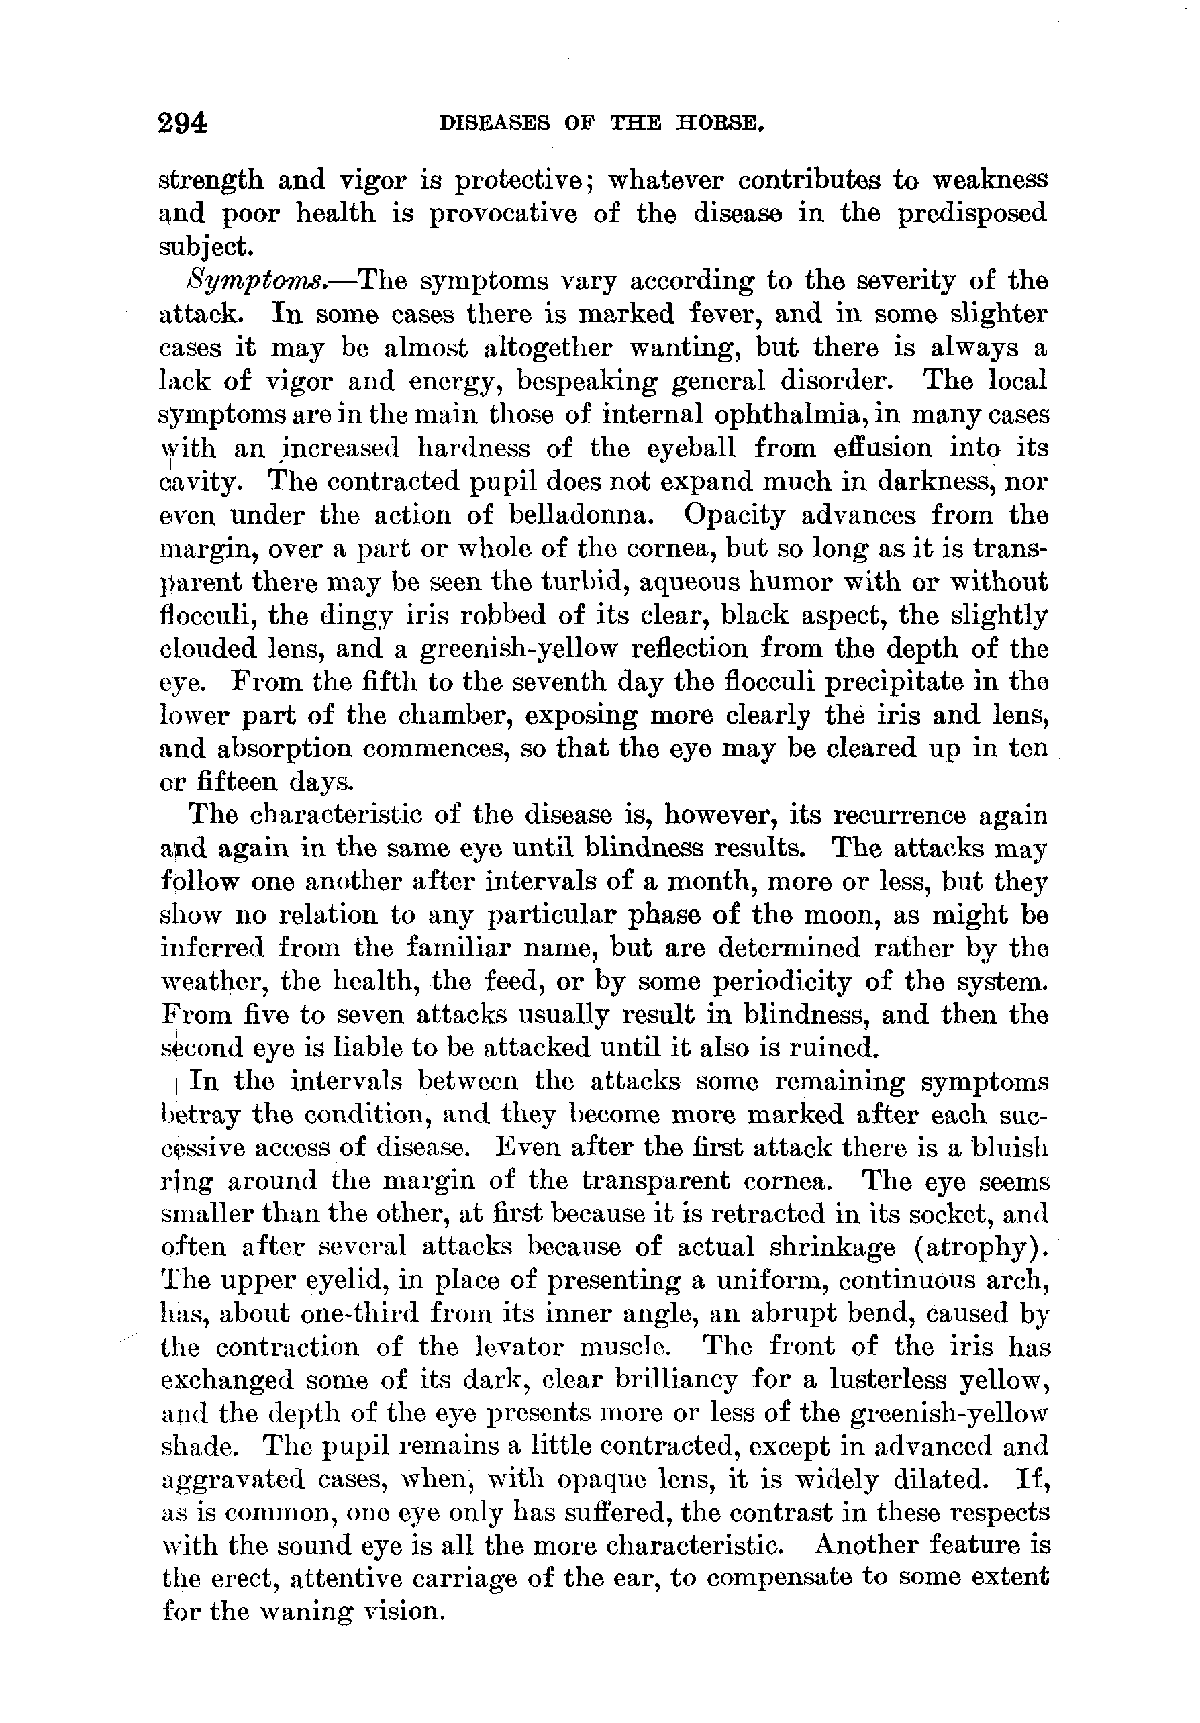 294 DISEASES OF THE HORSE.
strength and vigor is protective; whatever contributes to weakness
and poor health is provocative of the disease in the predisposed
subject.
Symptoms.—The symptoms vary according to the severity of the
attack. In some cases there is marked fever, and in some slighter
cases it may be almost altogether wanting, but there is always a
lack of vigor and energy, bespeaking general disorder. The local
symptoms are in the main those of internal ophthalmia, in many cases
with an increased hardness of the eyeball from effusion into its
cavity. The contracted pupil does not expand much in darkness, nor
even under the action of belladonna. Opacity advances from the
margin, over a part or whole of the cornea, but so long as it is trans-
parent there may be seen the turbid, aqueous humor with or without
flocculi, the dingy iris robbed of its clear, black aspect, the slightly
clouded lens, and a greenish-yellow reflection from the depth of the
eye. From the fifth to the seventh day the flocculi precipitate in the
lower part of the chamber, exposing more clearly the iris and lens,
and absorption commences, so that the eye may be cleared up in ten
or fifteen days.
The characteristic of the disease is, however, its recurrence again
and again in the same eye until blindness results. The attacks may
follow one another after intervals of a month, more or less, but they
show no relation to any particular phase of the moon, as might be
inferred from the familiar name, but are determined rather by the
weather, the health, the feed, or by some periodicity of the system.
From five to seven attacks usually result in blindness, and then the
second eye is liable to be attacked until it also is ruined.
In the intervals between the attacks some remaining symptoms
betray the condition, and they become more marked after each suc-
cessive access of disease. Even after the first attack there is a bluish
ring around the margin of the transparent cornea. The eye seems
smaller than the other, at first because it is retracted in its socket, and
often after several attacks because of actual shrinkage (atrophy).
The upper eyelid, in place of presenting a uniform, continuous arch,
has, about one-third from its inner angle, an abrupt bend, caused by
the contraction of the levator muscle. The front of the iris has
exchanged some of its dark, clear brilliancy for a lusterless yellow,
and the depth of the eye presents more or less of the greenish-yellow
shade. The pupil remains a little contracted, except in advanced and
aggravated cases, when, with opaque lens, it is widely dilated. If,
as is common, one eye only has suffered, the contrast in these respects
with the sound eye is all the more characteristic. Another feature is
the erect, attentive carriage of the ear, to compensate to some extent
for the waning vision.